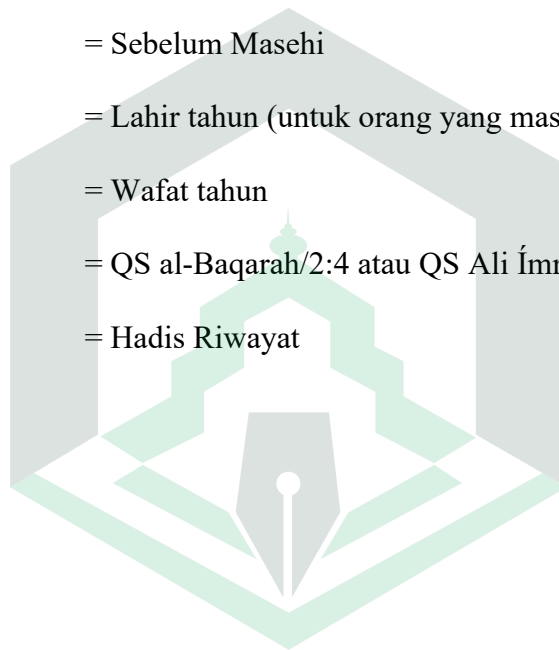 = Sebelum Masehi
= Lahir tahun (untuk orang yang mas
= Wafat tahun
= QS al-Baqarah/2:4 atau QS Ali Ímr
= Hadis Riwayat